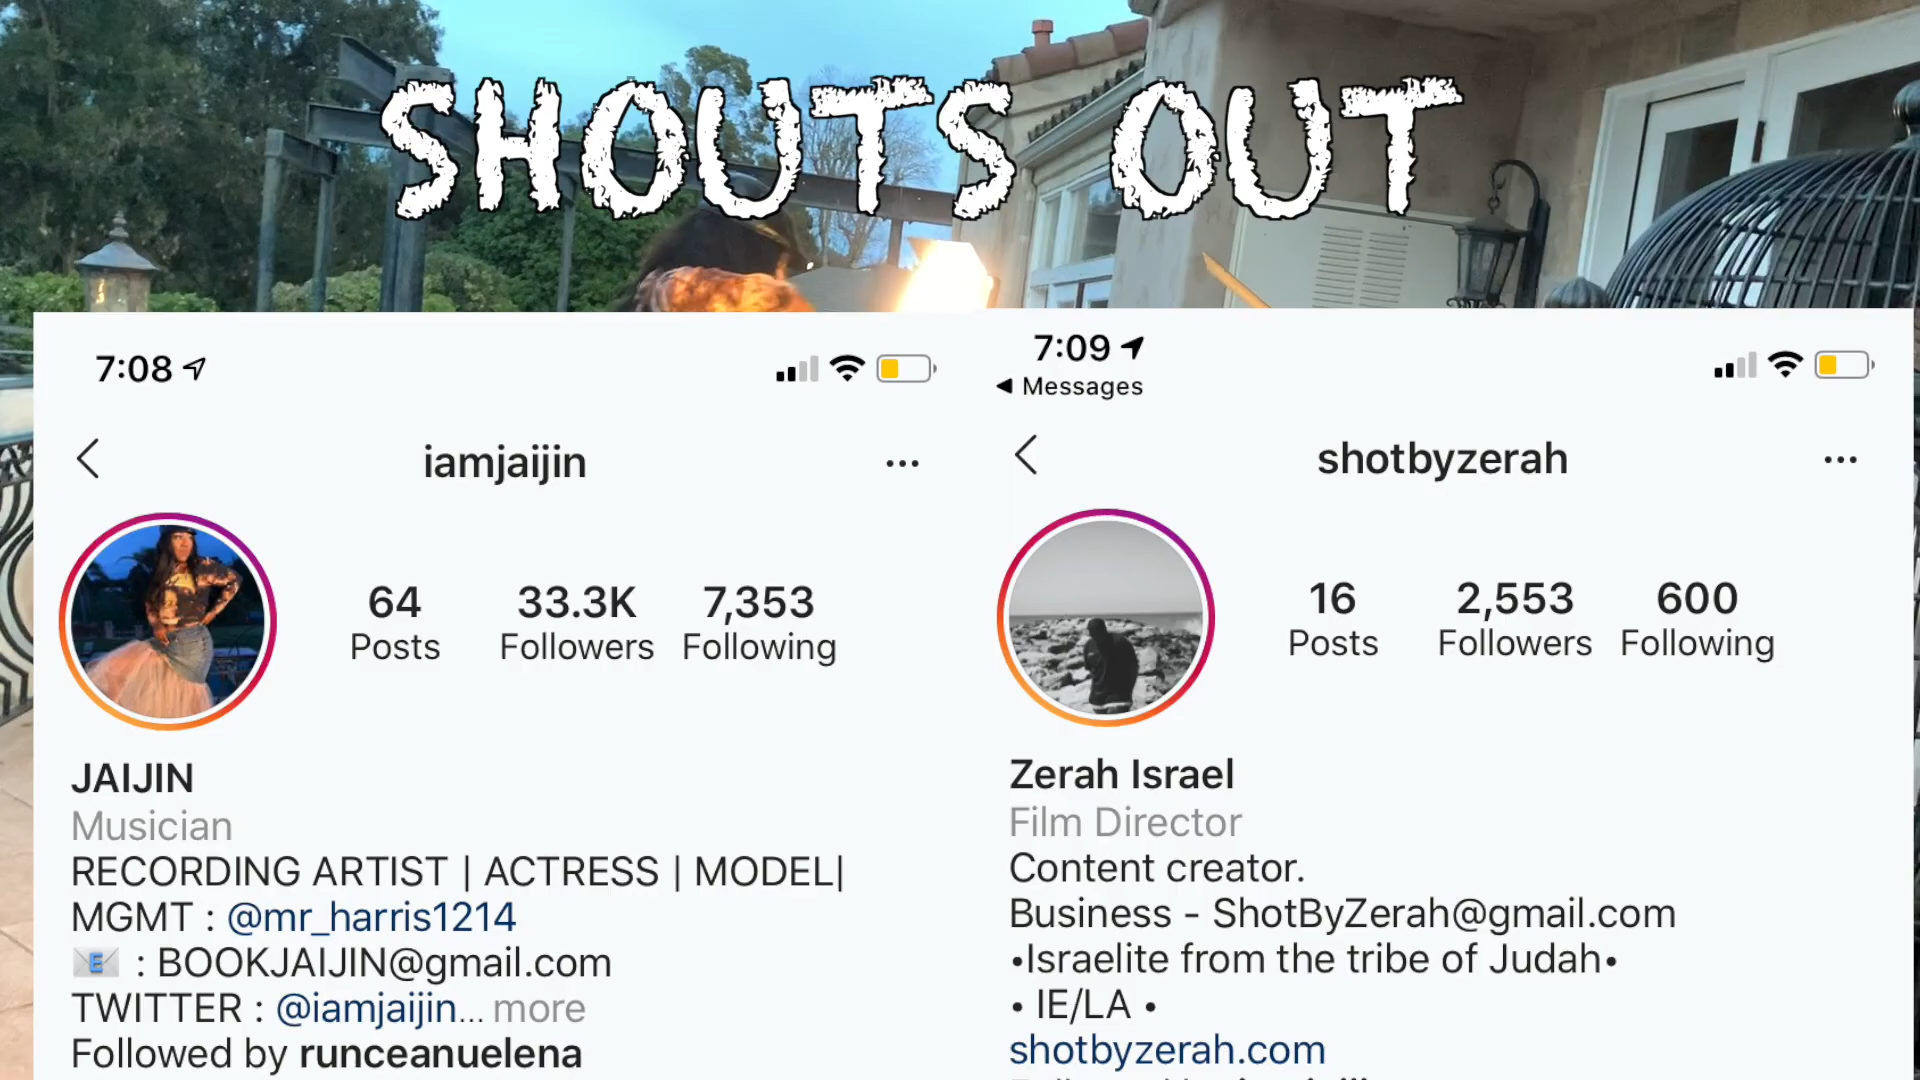 SHOUTS OUT
7:08
iamjaijin
...
64 33.3K 7,353
Posts Followers Following
JAIJIN
Musician
RECORDING ARTIST | ACTRESS | MODEL|
MGMT : @mr_harris1214
📧 : BOOKJAIJIN@gmail.com
TWITTER : @iamjaijin... more
Followed by runceanuelena
7:09
Messages
shotbyzerah
...
16 2,553 600
Posts Followers Following
Zerah Israel
Film Director
Content creator.
Business - ShotByZerah@gmail.com
•Israelite from the tribe of Judah•
• IE/LA •
shotbyzerah.com